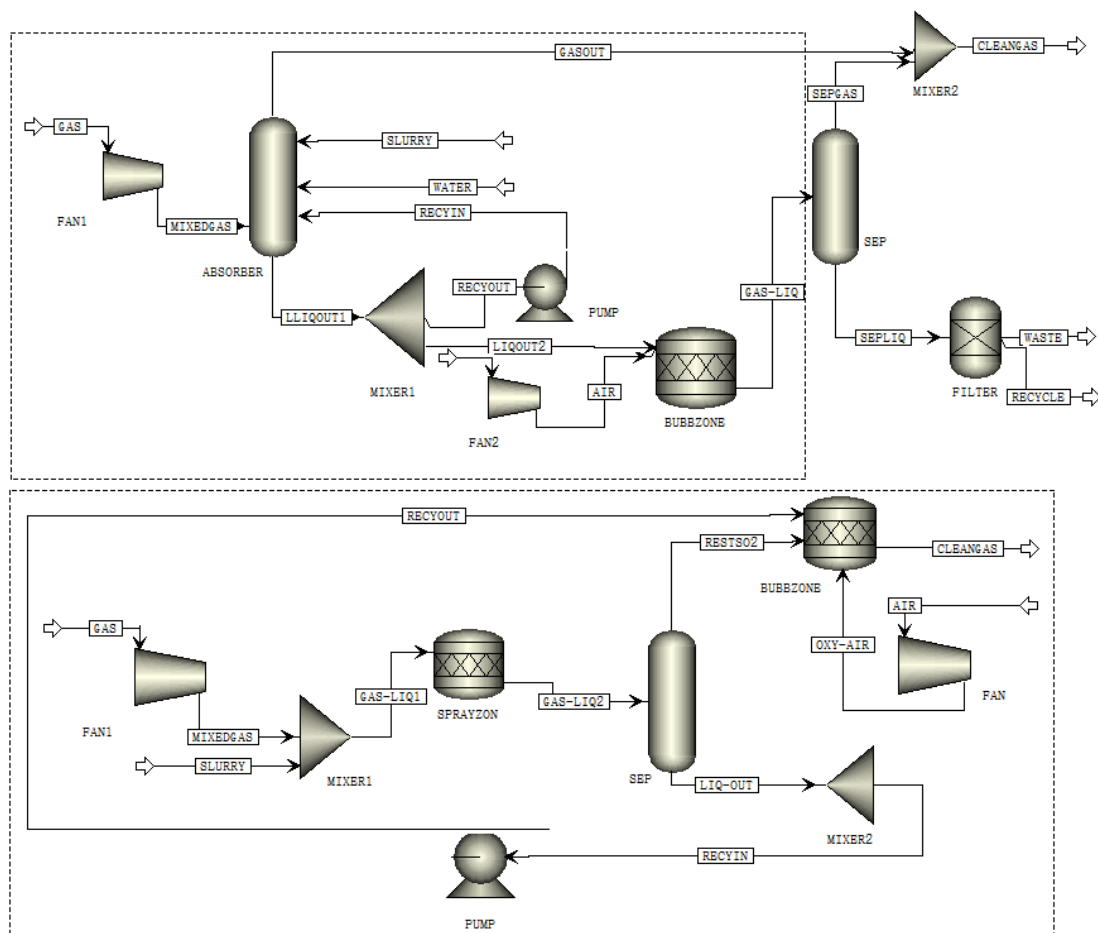 GASOUT
CLEANGAS
MIXER2
SEPGAS
GAS
FAN1
SLURRY
WATER
RECYIN
MIXEDGAS
ABSORBER
SEP
GAS-LIQ
RECYOUT
PUMP
LLIQOUT1
LIQOUT2
MIXER1
AIR
FAN2
BUBBZONE
SEPLIQ
WASTE
FILTER
RECYCLE
RECYOUT
RESTSO2
CLEANGAS
BUBBZONE
AIR
GAS
OXY-AIR
FAN
FAN1
GAS-LIQ1
SPRAYZON
GAS-LIQ2
MIXEDGAS
SLURRY
MIXER1
SEP
LIQ-OUT
MIXER2
RECYIN
PUMP